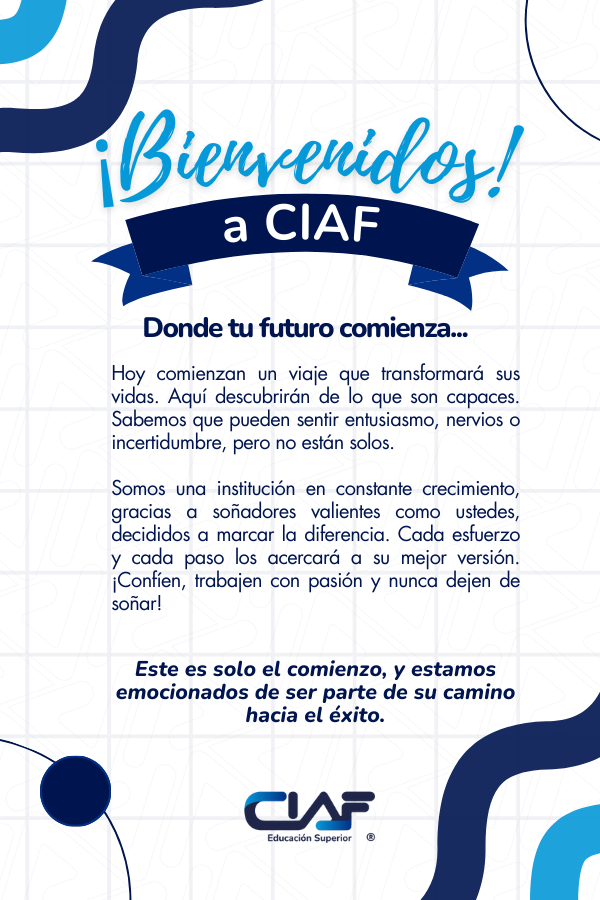 ¡Bienvenidos!
a CIAF
Donde tu futuro comienza...
Hoy comienzan un viaje que transformará sus
vidas. Aquí descubrirán de lo que son capaces.
Sabemos que pueden sentir entusiasmo, nervios o
incertidumbre, pero no están solos.
Somos una institución en constante crecimiento,
gracias a soñadores valientes como ustedes,
decididos a marcar la diferencia. Cada esfuerzo
y cada paso los acercará a su mejor versión.
¡Confíen, trabajen con pasión y nunca dejen de
soñar!
Este es solo el comienzo, y estamos
emocionados de ser parte de su camino
hacia el éxito.
CIAF
Educación Superior ®